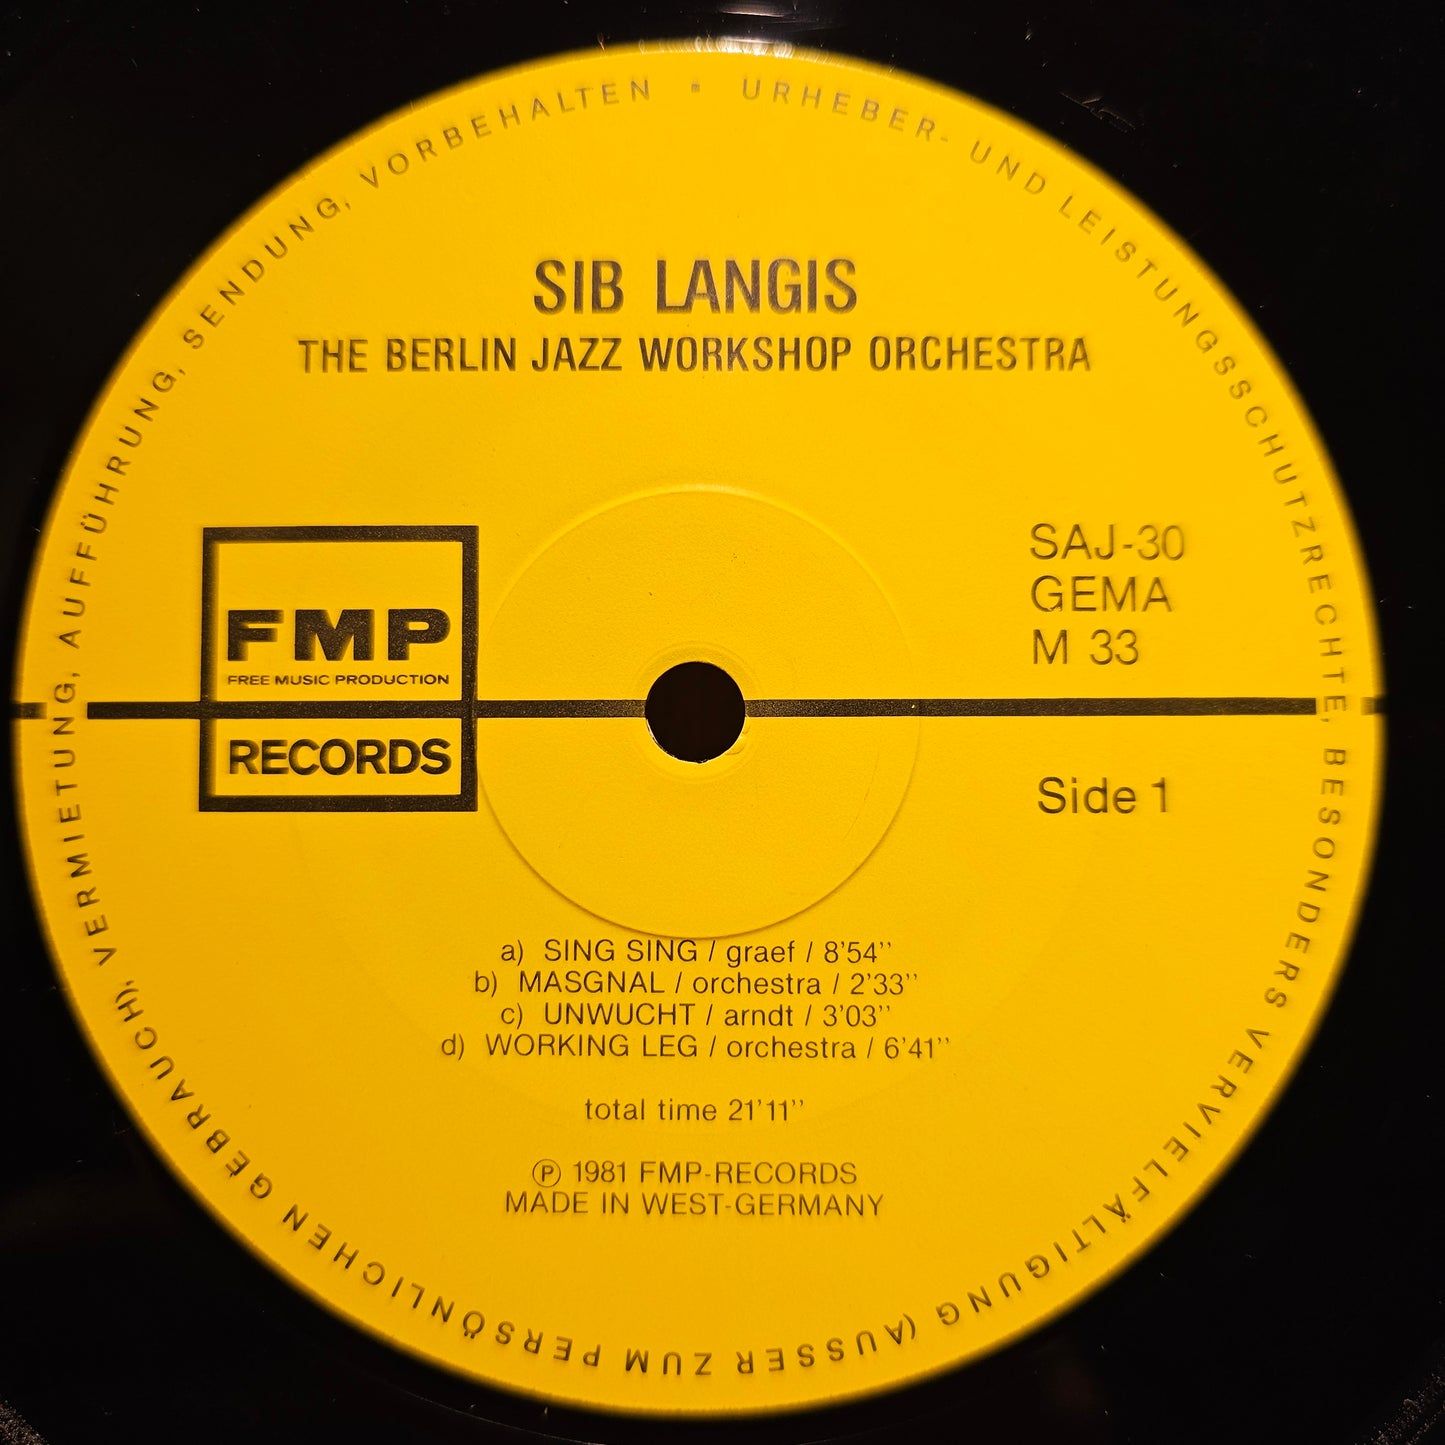 URHEBER- UND LEISTUNGSSCHUTZRECHTE, BESONDERS VERVIELFÄLTIGUNG (AUSSER ZUM PERSÖNLICHEN GEBRAUCH), VERMIETUNG, AUFFÜHRUNG, SENDUNG, VORBEHALTEN •
SIB LANGIS
THE BERLIN JAZZ WORKSHOP ORCHESTRA
FMP
FREE MUSIC PRODUCTION
RECORDS
SAJ-30
GEMA
M 33
Side 1
a) SING SING / graef / 8'54''
b) MASGNAL / orchestra / 2'33''
c) UNWUCHT / arndt / 3'03''
d) WORKING LEG / orchestra / 6'41''
total time 21'11''
Ⓟ 1981 FMP-RECORDS
MADE IN WEST-GERMANY